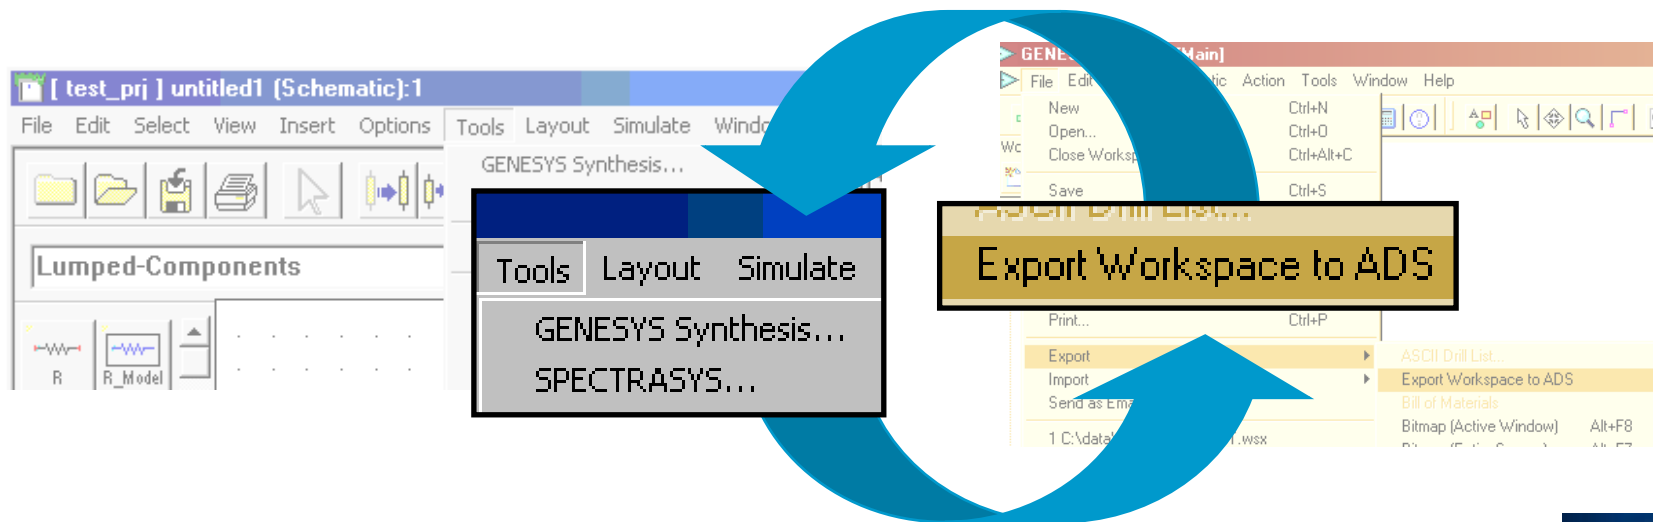 [ test_prj ] untitled1 (Schematic):1
File Edit Select View Insert Options Tools Layout Simulate
GENESYS Synthesis...
Lumped-Components
R R_Model
Tools Layout Simulate
GENESYS Synthesis...
SPECTRASYS...
File Action Tools Window Help
New Ctrl+N
Open... Ctrl+O
Ctrl+Alt+C
Save Ctrl+S
Export Workspace to ADS
Print... Ctrl+P
Export ASCII Drill List...
Import Export Workspace to ADS
Send as Bill of Materials
Bitmap (Active Window) Alt+F8
1